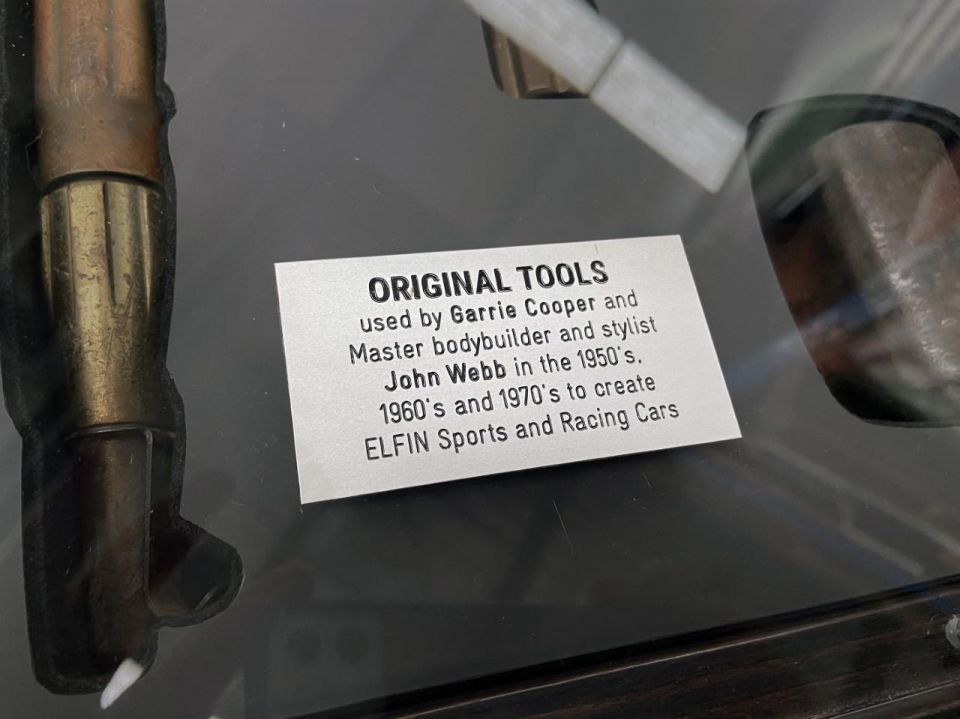 ORIGINAL TOOLS
used by Garrie Cooper and
Master bodybuilder and stylist
John Webb in the 1950's.
1960's and 1970's to create
ELFIN Sports and Racing Cars